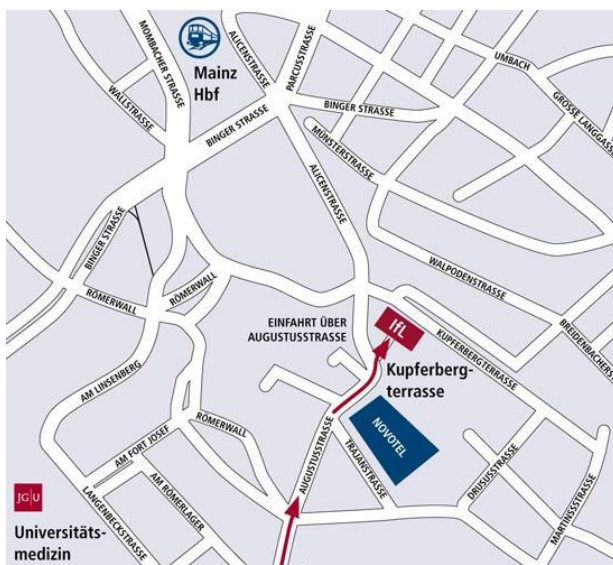 MOMBACHER STRASSE
ALICENSTRASSE
PARCUSSTRASSE
UMBACH
GROSSE LANGGASS
Mainz
Hbf
WALLSTRASSE
BINGER STRASSE
BINGER STRASSE
MÜNSTERSTRASSE
ALICENSTRASSE
BINGER STRASSE
RÖMERWALL
RÖMERWALL
WALPODENSTRASSE
BREIDENBACHERS
EINFAHRT ÜBER
AUGUSTUSSTRASSE
IfL
KUPFERBERGTERRASSE
Kupferberg-
terrasse
AM LINSENBERG
RÖMERWALL
AM FORT JOSEF
NOVOTEL
AUGUSTUSSTRASSE
TRAJANSTRASSE
DRUSUSSTRASSE
MARTINSSTRASSE
AM RÖMERLAGER
LANGENBECKSTRASSE
JG|U
Universitäts-
medizin